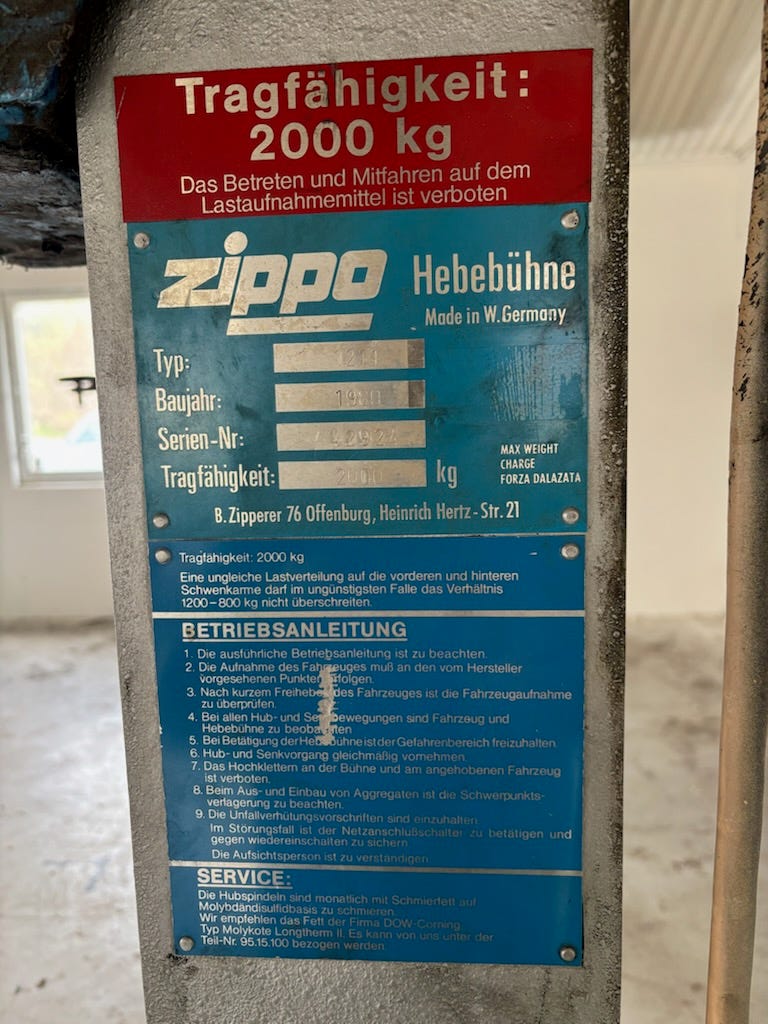 Tragfähigkeit:
2000 kg
Das Betreten und Mitfahren auf dem
Lastaufnahmemittel ist verboten
zippo Hebebühne
Made in W.Germany
Typ:
Baujahr:
Serien-Nr:
Tragfähigkeit: 2000 kg
MAX WEIGHT
CHARGE
FORZA DALAZATA
B.Zipperer 76 Offenburg, Heinrich Hertz-Str. 21
Tragfähigkeit: 2000 kg
Eine ungleiche Lastverteilung auf die vorderen und hinteren
Schwenkarme darf im ungünstigsten Falle das Verhältnis
1200-800 kg nicht überschreiten.
BETRIEBSANLEITUNG
1. Die ausführliche Betriebsanleitung ist zu beachten.
2. Die Aufnahme des Fahrzeuges muß an den vom Hersteller
vorgesehenen Punkten erfolgen.
3. Nach kurzem Freiheben des Fahrzeuges ist die Fahrzeugaufnahme
zu überprüfen.
4. Bei allen Hub- und Senkbewegungen sind Fahrzeug und
Hebebühne zu beobachten
5. Bei Betätigung der Hebebühne ist der Gefahrenbereich freizuhalten.
6. Hub- und Senkvorgang gleichmäßig vornehmen.
7. Das Hochklettern an der Bühne und am angehobenen Fahrzeug
ist verboten.
8. Beim Aus- und Einbau von Aggregaten ist die Schwerpunkts-
verlagerung zu beachten.
9. Die Unfallverhütungsvorschriften sind einzuhalten.
Im Störungsfall ist der Netzanschlußschalter zu betätigen und
gegen wiedereinschalten zu sichern
Die Aufsichtsperson ist zu verständigen
SERVICE:
Die Hubspindeln sind monatlich mit Schmierfett auf
Molybdändisulfidbasis zu schmieren.
Wir empfehlen das Fett der Firma DOW-Corning
Typ Molykote Longtherm II. Es kann von uns unter der
Teil-Nr. 95.15.100 bezogen werden.